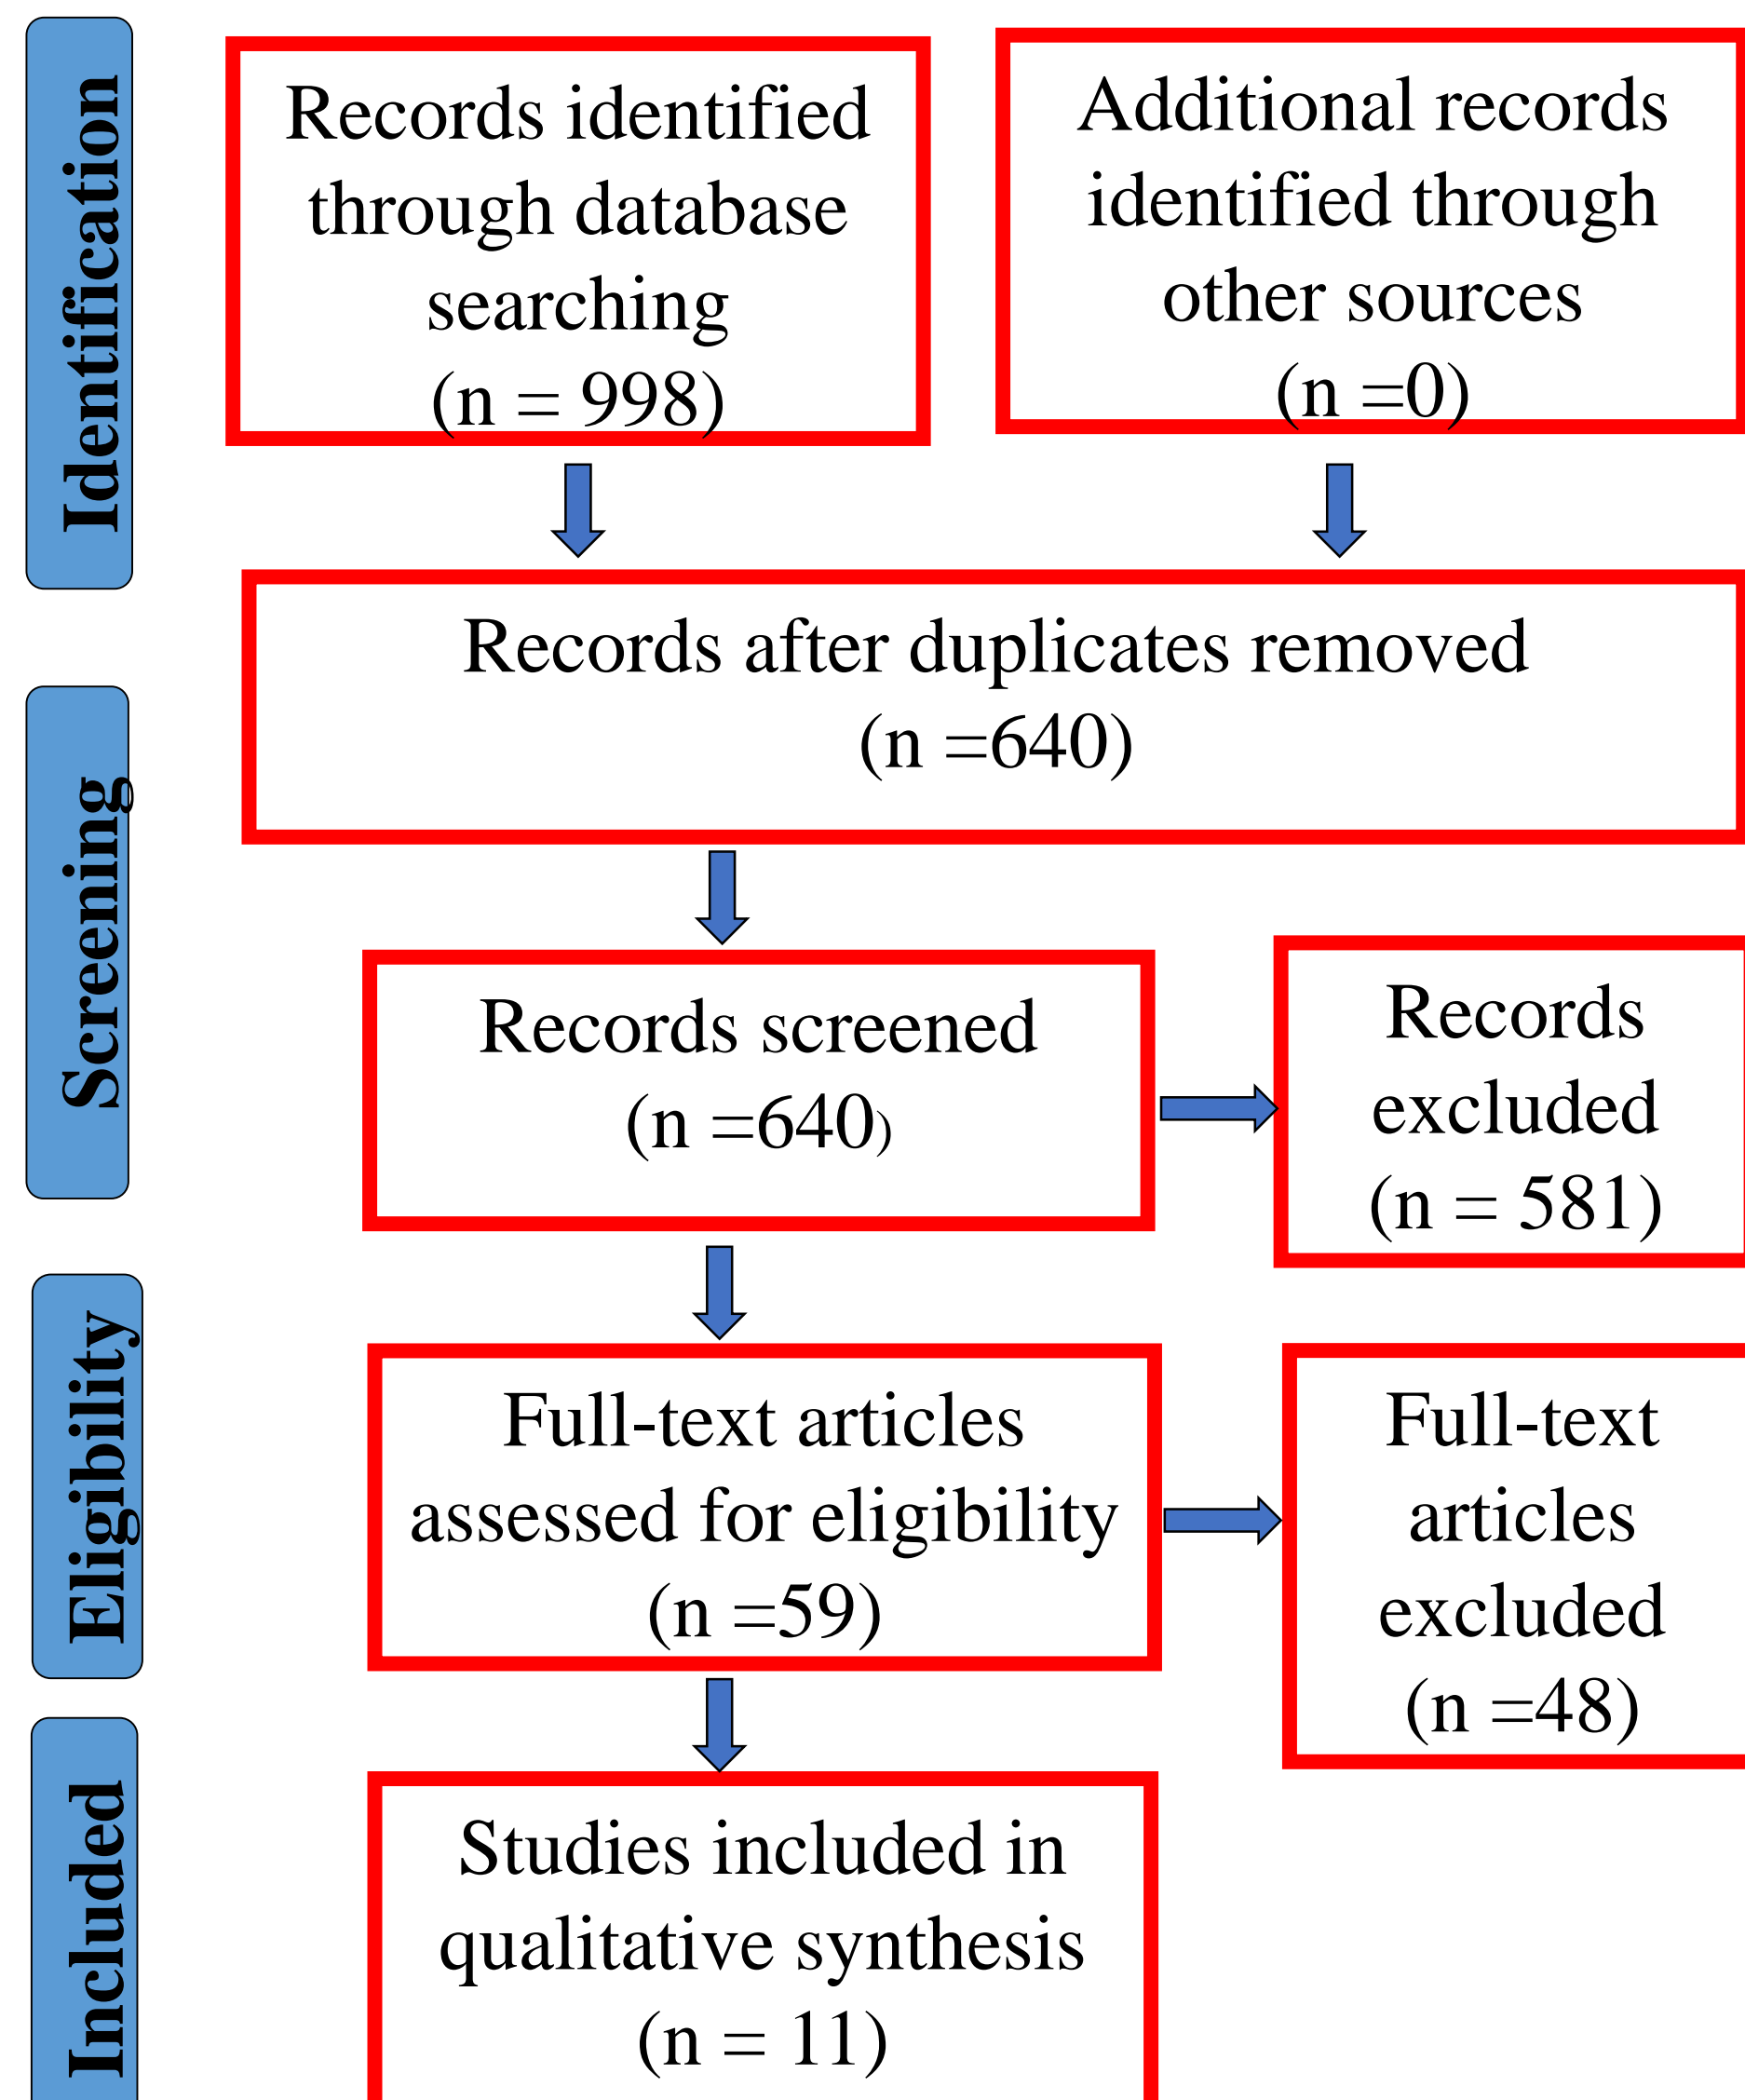 Identification
Records identified
through database
searching
(n = 998)
Additional records
identified through
other sources
(n =0)
Records after duplicates removed
(n =640)
Screening
Records screened
(n =640)
Records
excluded
(n = 581)
Eligibility
Full-text articles
assessed for eligibility
(n =59)
Full-text
articles
excluded
(n =48)
Included
Studies included in
qualitative synthesis
(n = 11)